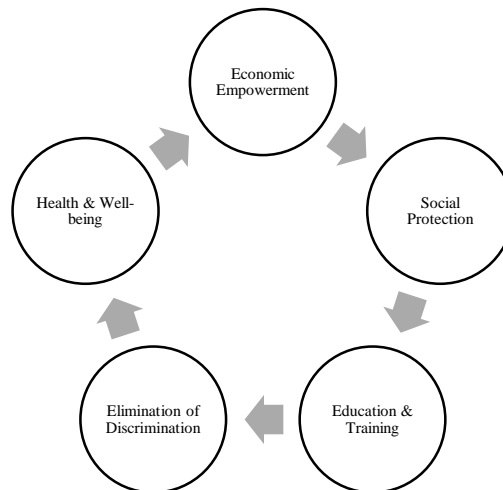 Economic
Empowerment
Social
Protection
Education &
Training
Elimination of
Discrimination
Health & Well-
being